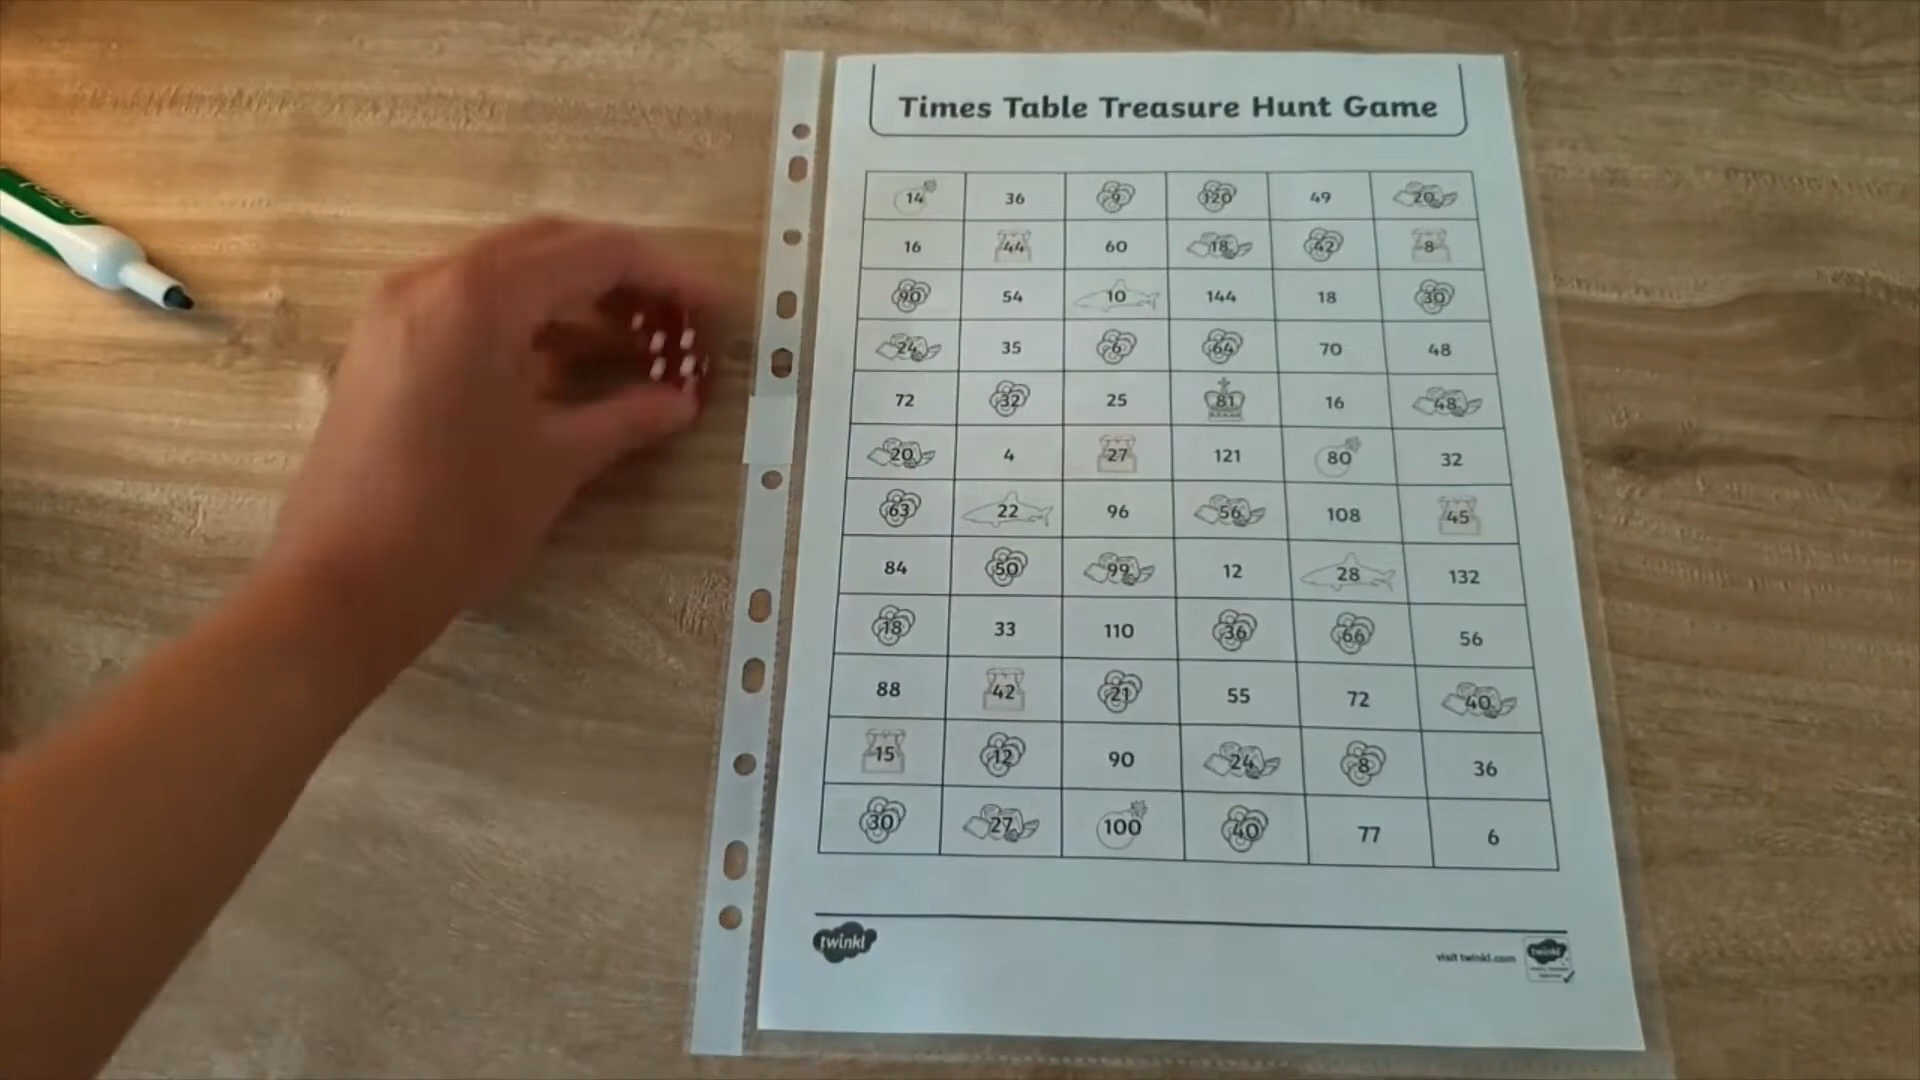 Times Table Treasure Hunt Game
14 36 9 120 49 20
16 44 60 18 42 8
90 54 10 144 18 30
24 35 6 64 70 48
72 32 25 81 16 48
20 4 27 121 80 32
63 22 96 56 108 45
84 50 99 12 28 132
18 33 110 36 66 56
88 42 21 55 72 40
15 12 90 24 8 36
30 27 100 40 77 6
twinkl
visit twinkl.com
twinkl